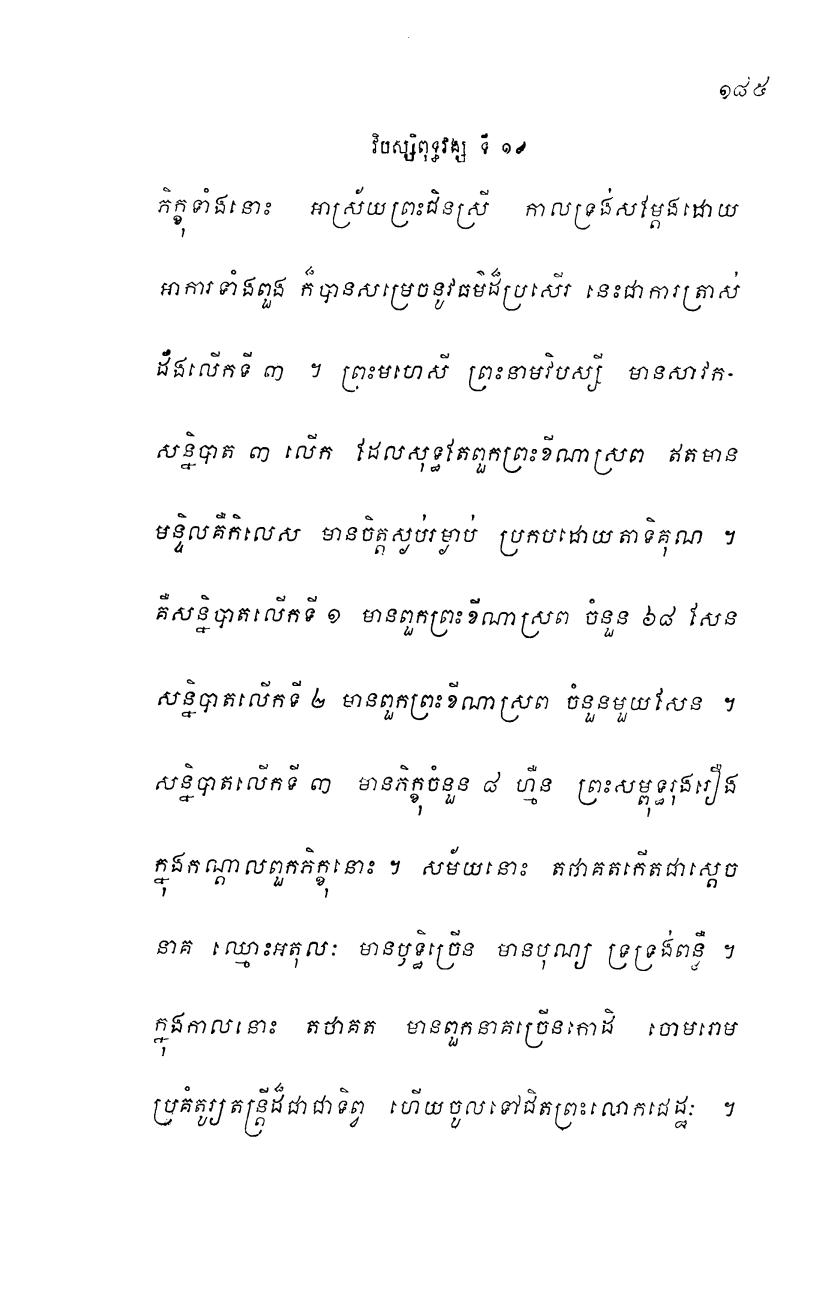 ១៨៥
វិបស្សិពុទ្ធវង្ស ទី ១៩
ភិក្ខុទាំងនោះ អាស្រ័យព្រះជិនស្រី កាលទ្រង់សម្តែងដោយ
អាការទាំងពួង ក៏បានសម្រេចនូវធម៌ដ៏ប្រសើរ នេះជាការត្រាស់
ដឹងលើកទី ៣ ។ ព្រះមហេសី ព្រះនាមវិបស្សី មានសាវក-
សន្និបាត ៣ លើក ដែលសុទ្ធតែពួកព្រះខីណាស្រព ឥតមាន
មន្ទិលគឺកិលេស មានចិត្តស្ងប់រម្ងាប់ ប្រកបដោយតាទិគុណ ។
គឺសន្និបាតលើកទី ១ មានពួកព្រះខីណាស្រព ចំនួន ៦៨ សែន
សន្និបាតលើកទី ២ មានពួកព្រះខីណាស្រព ចំនួនមួយសែន ។
សន្និបាតលើកទី ៣ មានភិក្ខុចំនួន ៨ ហ្មឺន ព្រះសម្ពុទ្ធរុងរឿង
ក្នុងកណ្តាលពួកភិក្ខុនោះ ។ សម័យនោះ តថាគតកើតជាស្តេច
នាគ ឈ្មោះអតុលៈ មានឫទ្ធិច្រើន មានបុណ្យ ទ្រទ្រង់ពន្លឺ ។
ក្នុងកាលនោះ តថាគត មានពួកនាគច្រើនកោដិ ចោមរោម
ប្រគំតូរ្យតន្ត្រីដ៏ជាជាទិព្វ ហើយចូលទៅជិតព្រះលោកជេដ្ឋៈ ។